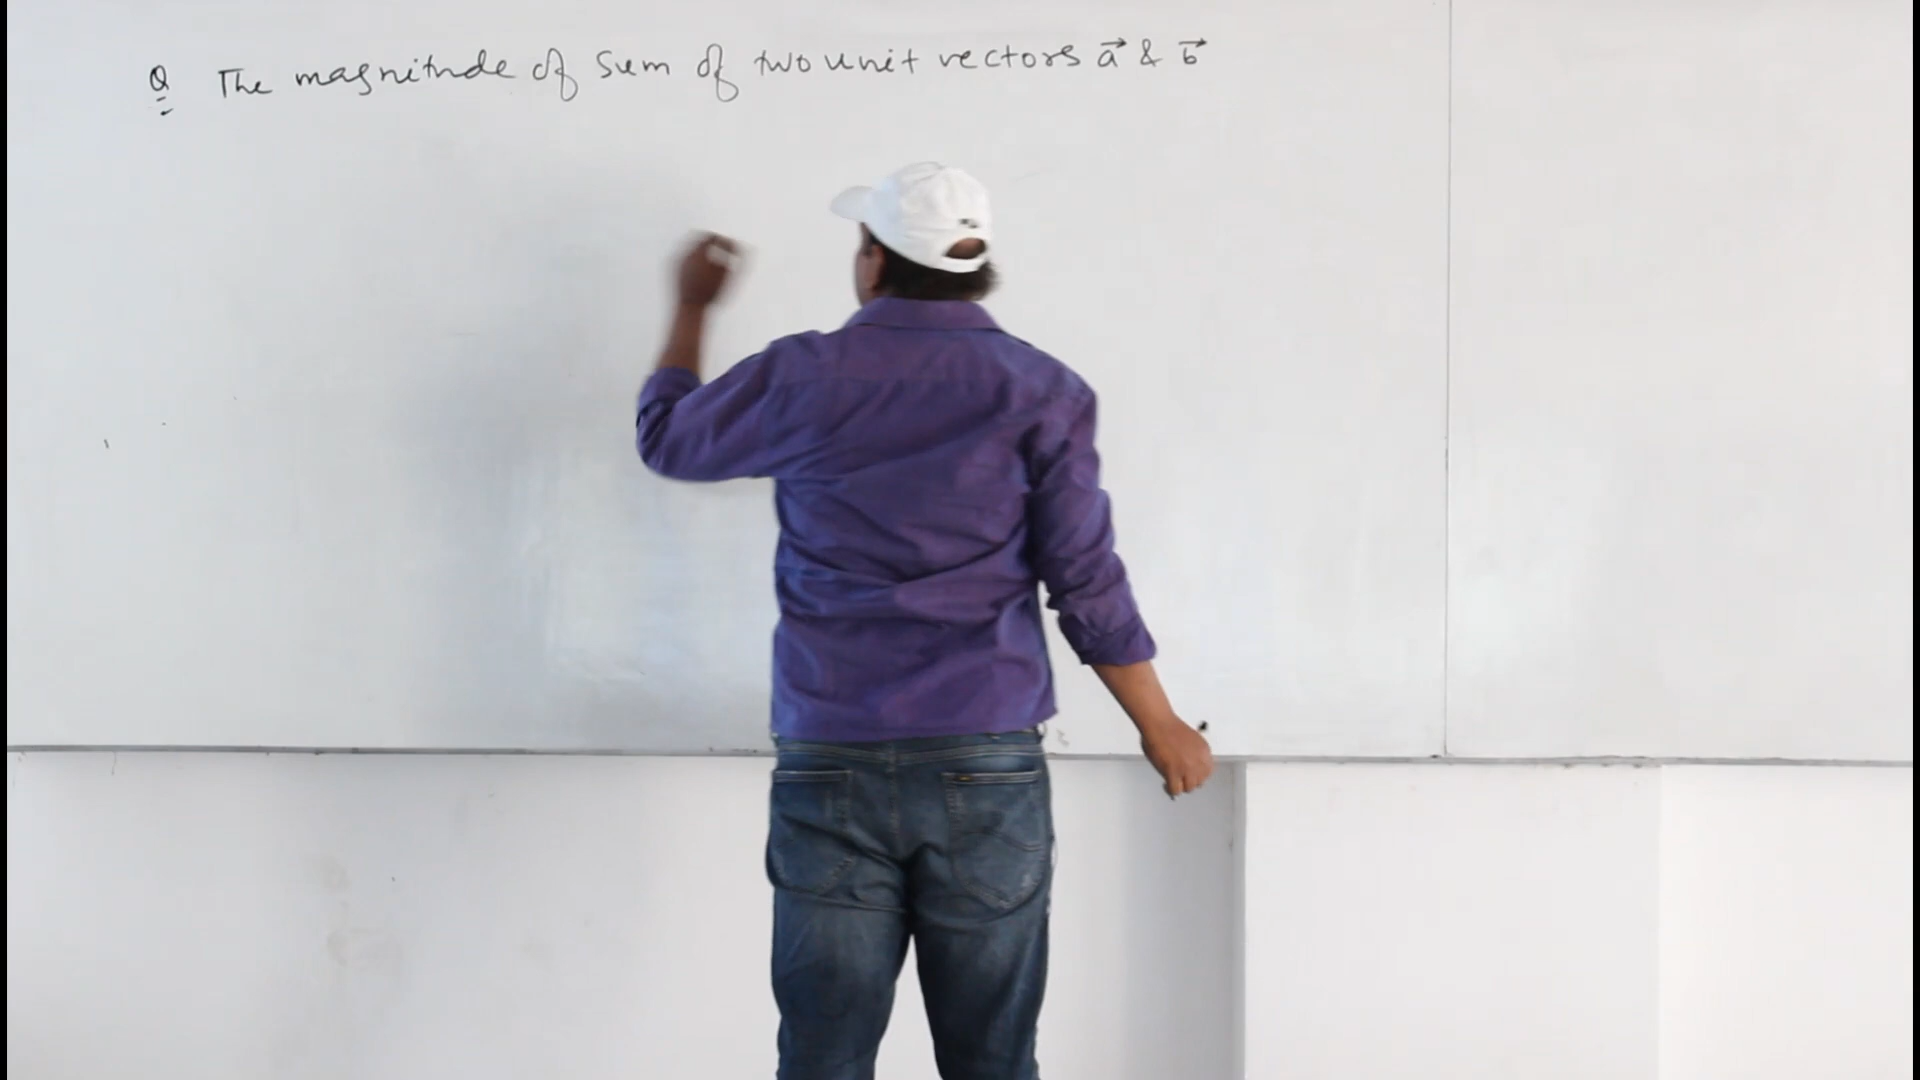 Q The magnitude of sum of two unit vectors a⃗ & b⃗